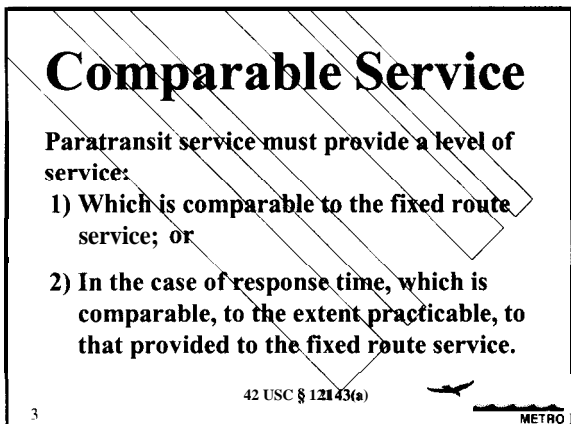 Comparable Service
Paratransit service must provide a level of
service:
1) Which is comparable to the fixed route
service; or
2) In the case of response time, which is
comparable, to the extent practicable, to
that provided to the fixed route service.
42 USC § 12143(a)
3
METRO